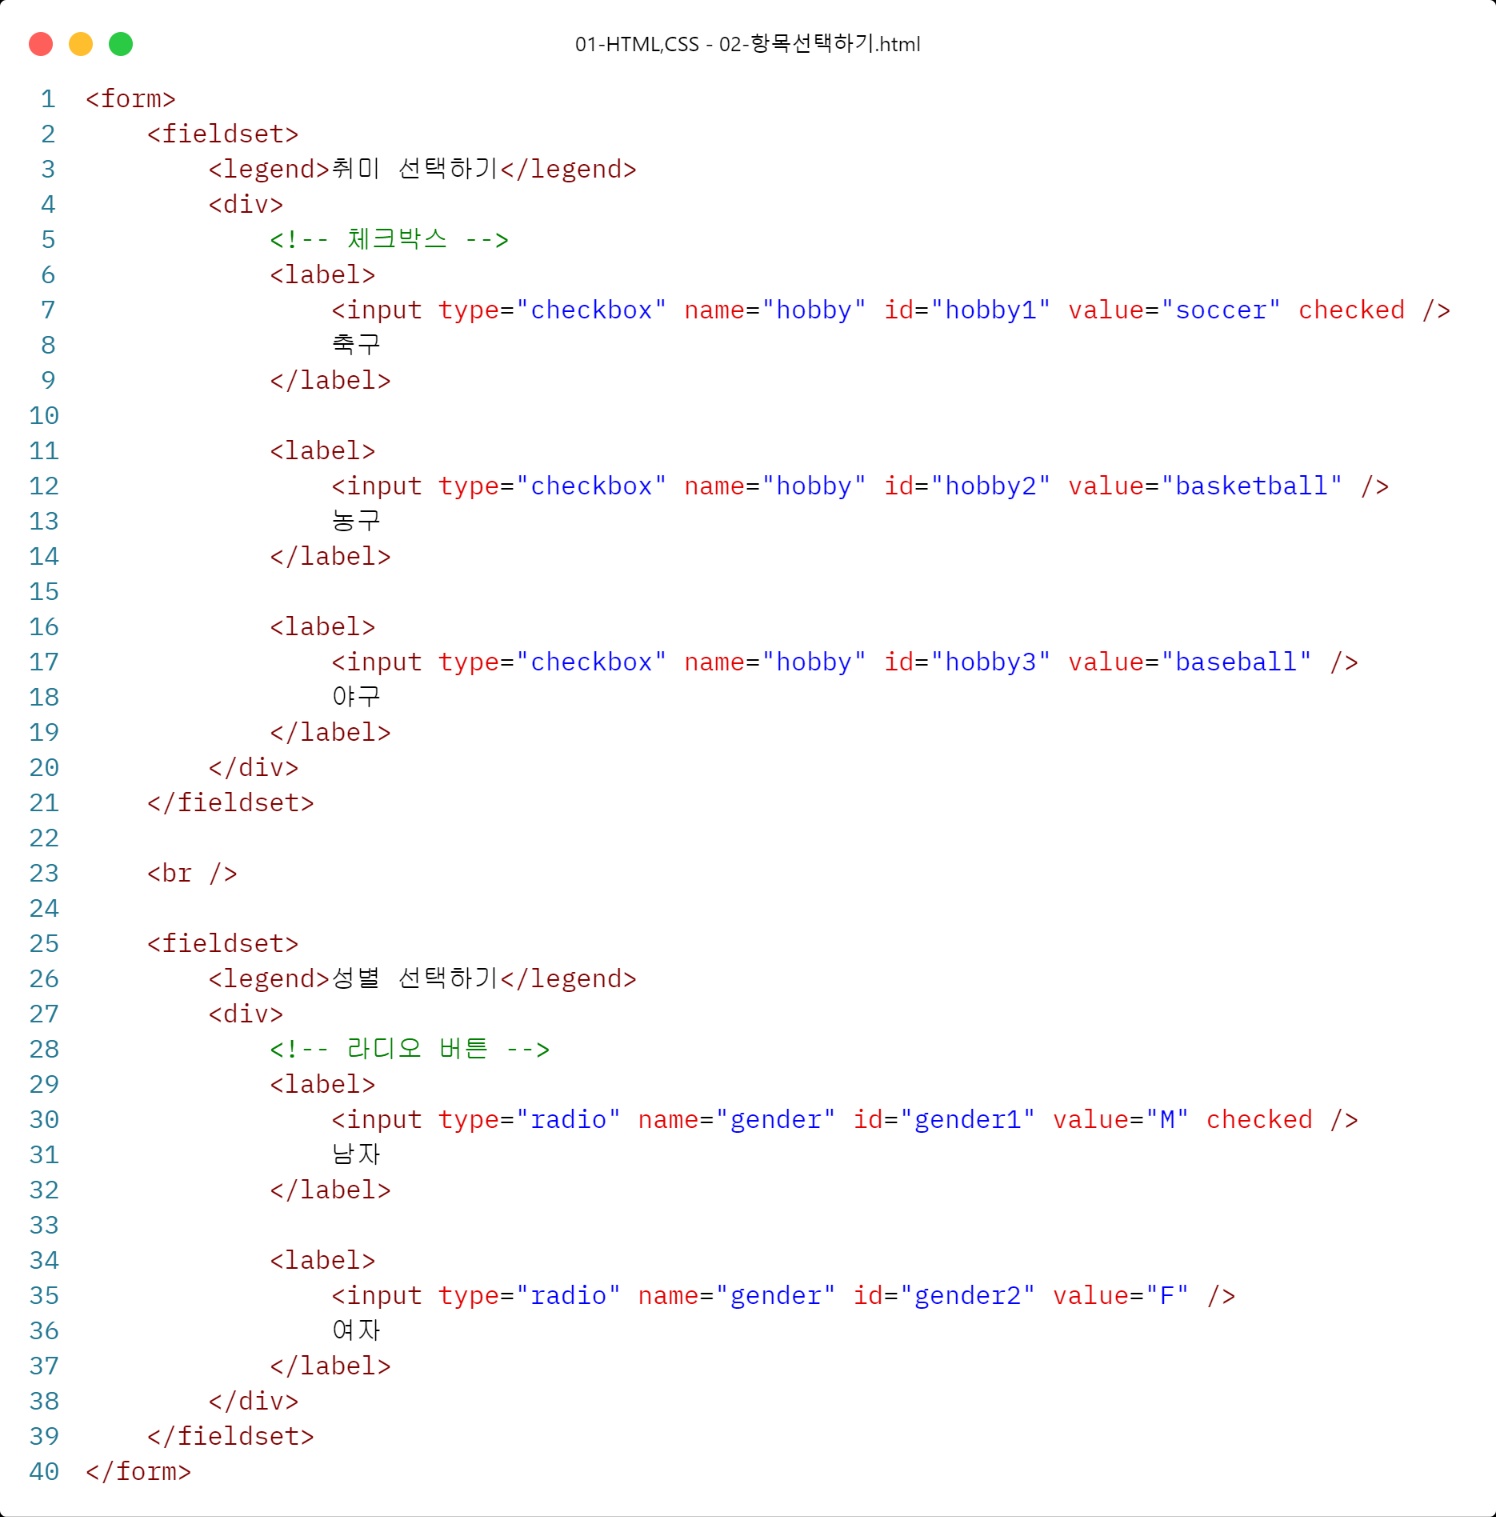 01-HTML,CSS - 02-항목선택하기.html
1 <form>
2     <fieldset>
3         <legend>취미 선택하기</legend>
4         <div>
5             <!-- 체크박스 -->
6             <label>
7                 <input type="checkbox" name="hobby" id="hobby1" value="soccer" checked />
8                 축구
9             </label>
10
11             <label>
12                 <input type="checkbox" name="hobby" id="hobby2" value="basketball" />
13                 농구
14             </label>
15
16             <label>
17                 <input type="checkbox" name="hobby" id="hobby3" value="baseball" />
18                 야구
19             </label>
20         </div>
21     </fieldset>
22
23     <br />
24
25     <fieldset>
26         <legend>성별 선택하기</legend>
27         <div>
28             <!-- 라디오 버튼 -->
29             <label>
30                 <input type="radio" name="gender" id="gender1" value="M" checked />
31                 남자
32             </label>
33
34             <label>
35                 <input type="radio" name="gender" id="gender2" value="F" />
36                 여자
37             </label>
38         </div>
39     </fieldset>
40 </form>